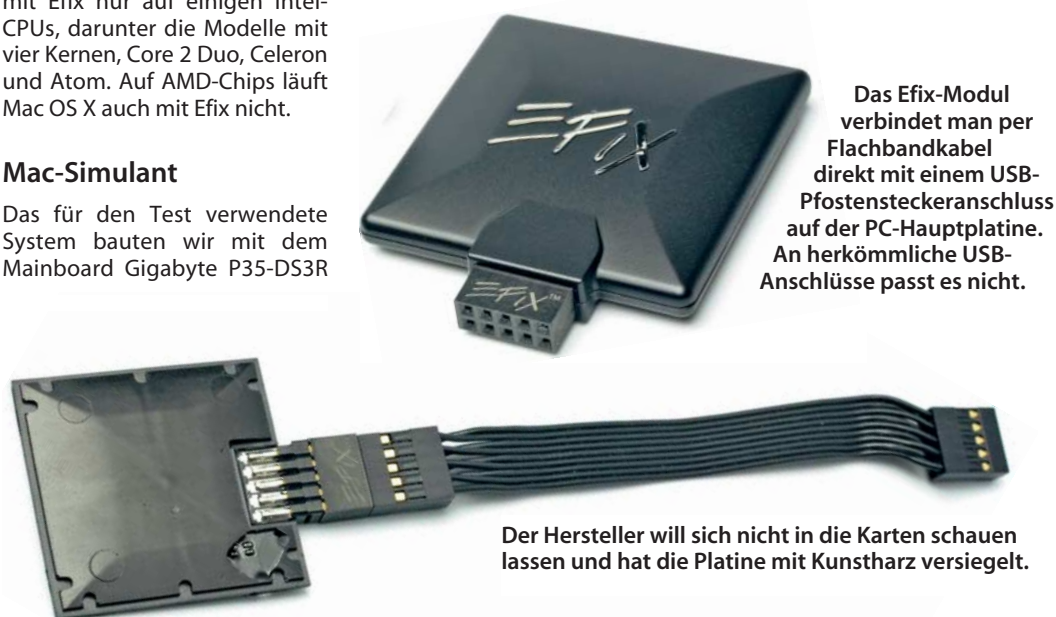 mit Efix nur auf einigen Intel-
CPUs, darunter die Modelle mit
vier Kernen, Core 2 Duo, Celeron
und Atom. Auf AMD-Chips läuft
Mac OS X auch mit Efix nicht.
Mac-Simulant
Das für den Test verwendete
System bauten wir mit dem
Mainboard Gigabyte P35-DS3R
EFiX
EFiX™
Das Efix-Modul
verbindet man per
Flachbandkabel
direkt mit einem USB-
Pfostensteckeranschluss
auf der PC-Hauptplatine.
An herkömmliche USB-
Anschlüsse passt es nicht.
EFiX
Der Hersteller will sich nicht in die Karten schauen
lassen und hat die Platine mit Kunstharz versiegelt.